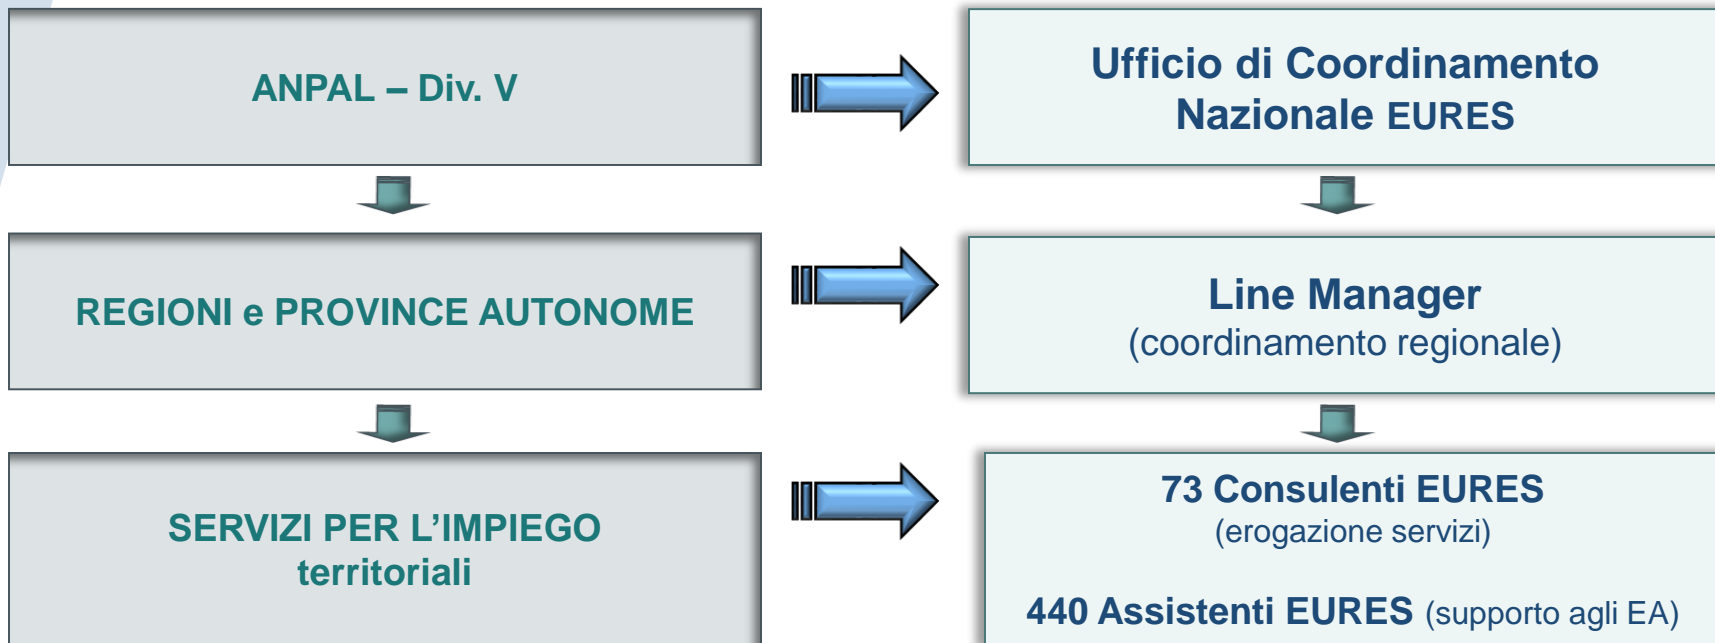 ANPAL – Div. V
Ufficio di Coordinamento
Nazionale EURES
REGIONI e PROVINCE AUTONOME
Line Manager
(coordinamento regionale)
SERVIZI PER L’IMPIEGO
territoriali
73 Consulenti EURES
(erogazione servizi)
440 Assistenti EURES (supporto agli EA)